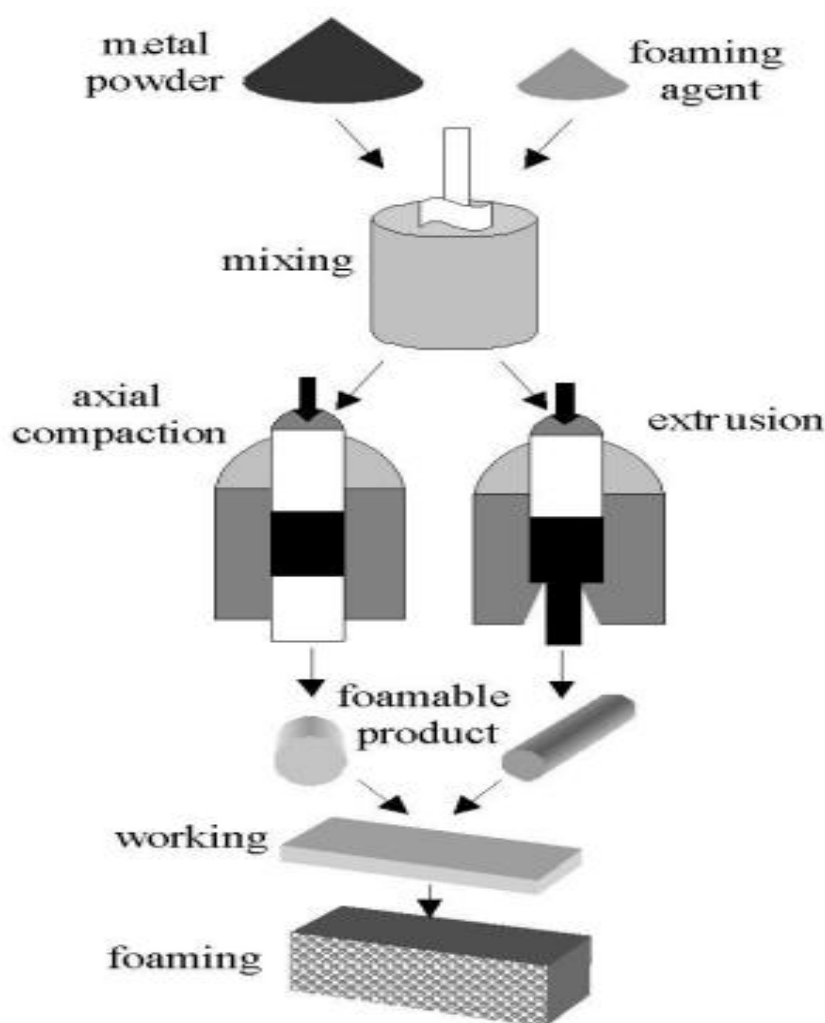 metal
powder
foaming
agent
mixing
axial
compaction
extrusion
foamable
product
working
foaming